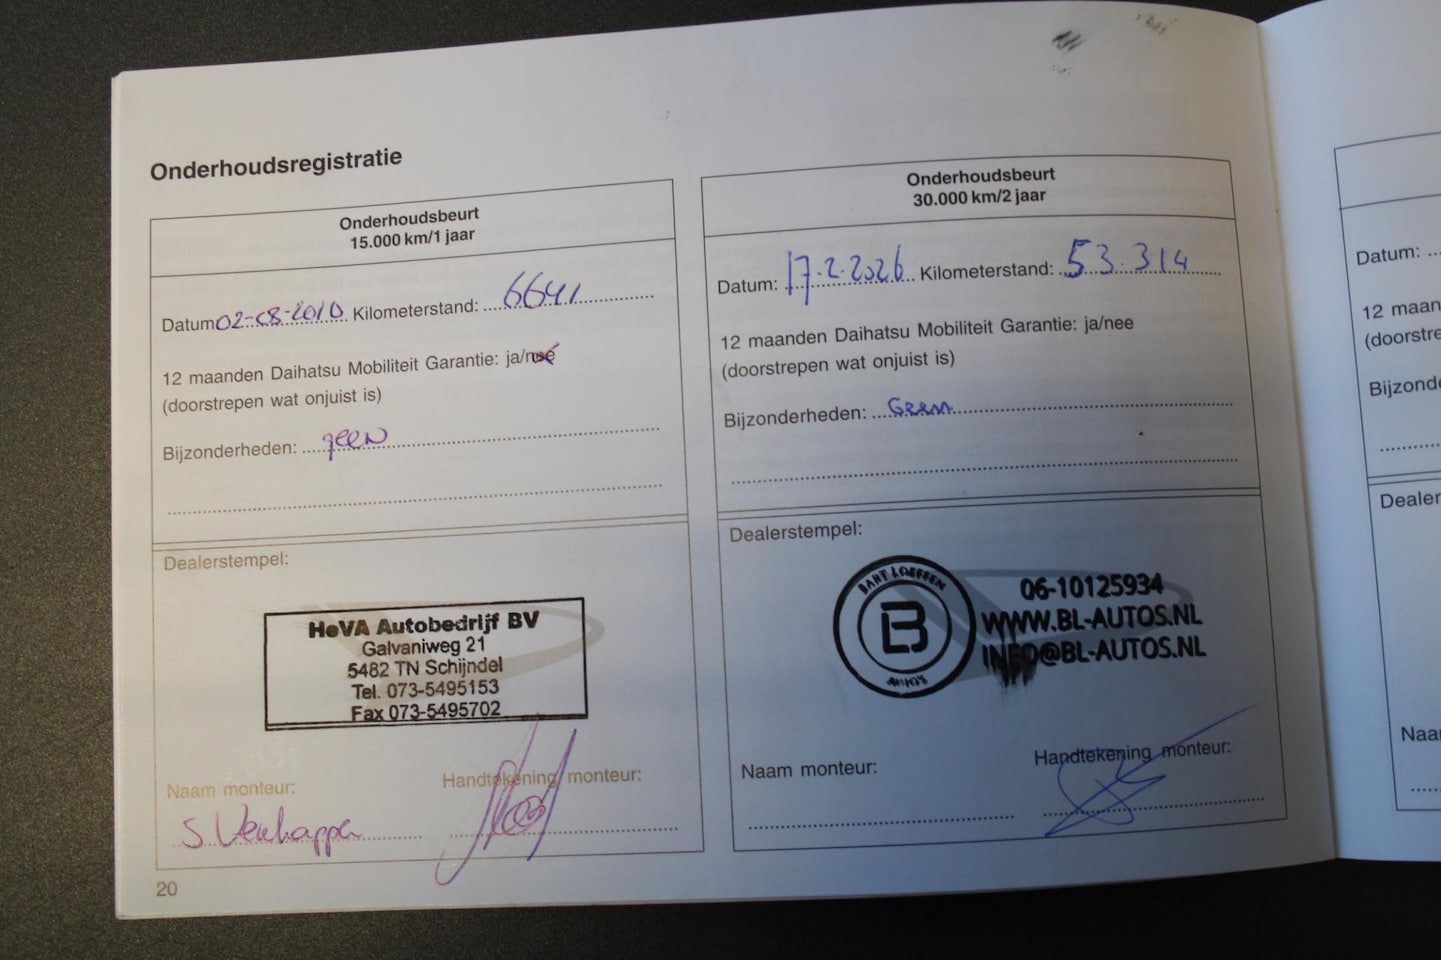 Onderhoudsregistratie
Onderhoudsbeurt
15.000 km/1 jaar
Datum 02-08-2010 Kilometerstand: 6641
12 maanden Daihatsu Mobiliteit Garantie: ja/nee
(doorstrepen wat onjuist is)
Bijzonderheden: geen
Dealerstempel:
HeVA Autobedrijf BV
Galvaniweg 21
5482 TN Schijndel
Tel. 073-5495153
Fax 073-5495702
Naam monteur:
Handtekening monteur:
S
20
Onderhoudsbeurt
30.000 km/2 jaar
Datum: 17.2.2026 Kilometerstand: 53.314
12 maanden Daihatsu Mobiliteit Garantie: ja/nee
(doorstrepen wat onjuist is)
Bijzonderheden: Geen
Dealerstempel:
BART LOEFFEN
B
AUTOS
06-10125934
WWW.BL-AUTOS.NL
INFO@BL-AUTOS.NL
Naam monteur:
Handtekening monteur:
Datum:
12 maan
(doorstre
Bijzond
Dealer
Naa